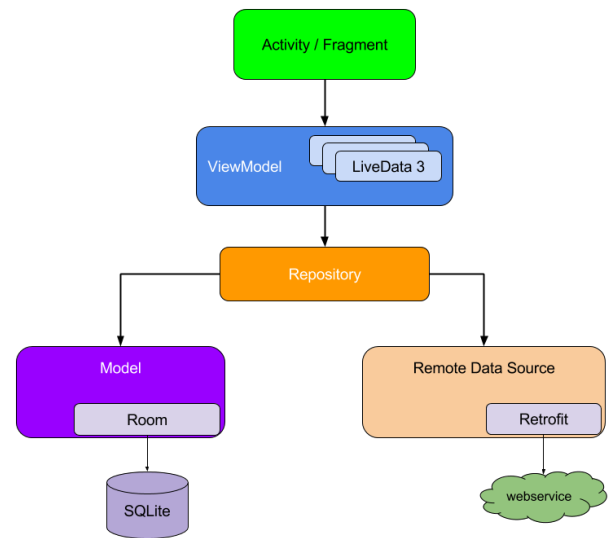 Activity / Fragment
ViewModel
LiveData 3
Repository
Model
Remote Data Source
Room
Retrofit
SQLite
webservice